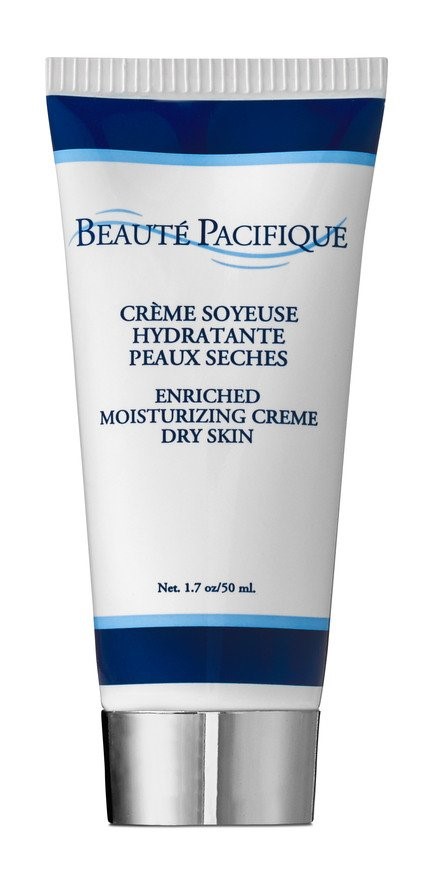 BEAUTÉ PACIFIQUE
CRÈME SOYEUSE
HYDRATANTE
PEAUX SECHES
ENRICHED
MOISTURIZING CREME
DRY SKIN
Net. 1.7 oz/50 ml.